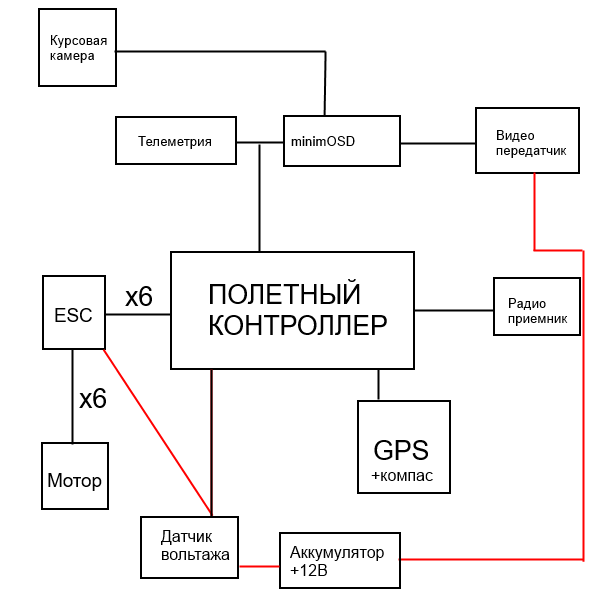 Курсовая
камера
Телеметрия
minimOSD
Видео
передатчик
x6
ESC
ПОЛЕТНЫЙ
КОНТРОЛЛЕР
Радио
приемник
x6
Мотор
GPS
+компас
Датчик
вольтажа
Аккумулятор
+12В